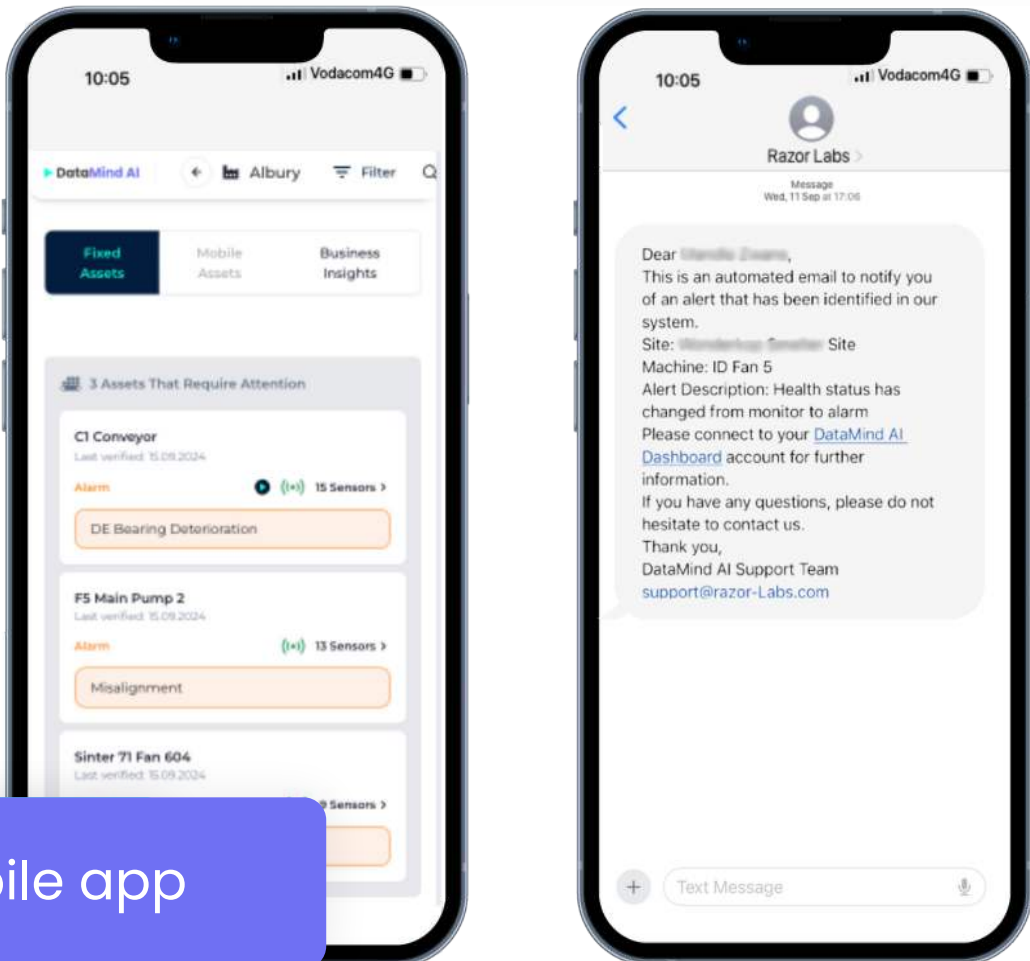 10:05
Vodacom4G
DataMind AI
Albury
Filter
Fixed
Assets
Mobile
Assets
Business
Insights
3 Assets That Require Attention
C1 Conveyor
Last verified: 15.09.2024
Alarm
15 Sensors >
DE Bearing Deterioration
F5 Main Pump 2
Last verified: 15.09.2024
Alarm
13 Sensors >
Misalignment
Sinter 71 Fan 604
Last verified: 15.09.2024
9 Sensors >
ile app
10:05
Vodacom4G
Razor Labs >
Message
Wed, 11 Sep at 17:06
Dear ,
This is an automated email to notify you
of an alert that has been identified in our
system.
Site: Site
Machine: ID Fan 5
Alert Description: Health status has
changed from monitor to alarm
Please connect to your DataMind AI
Dashboard account for further
information.
If you have any questions, please do not
hesitate to contact us.
Thank you,
DataMind AI Support Team
support@razor-Labs.com
Text Message